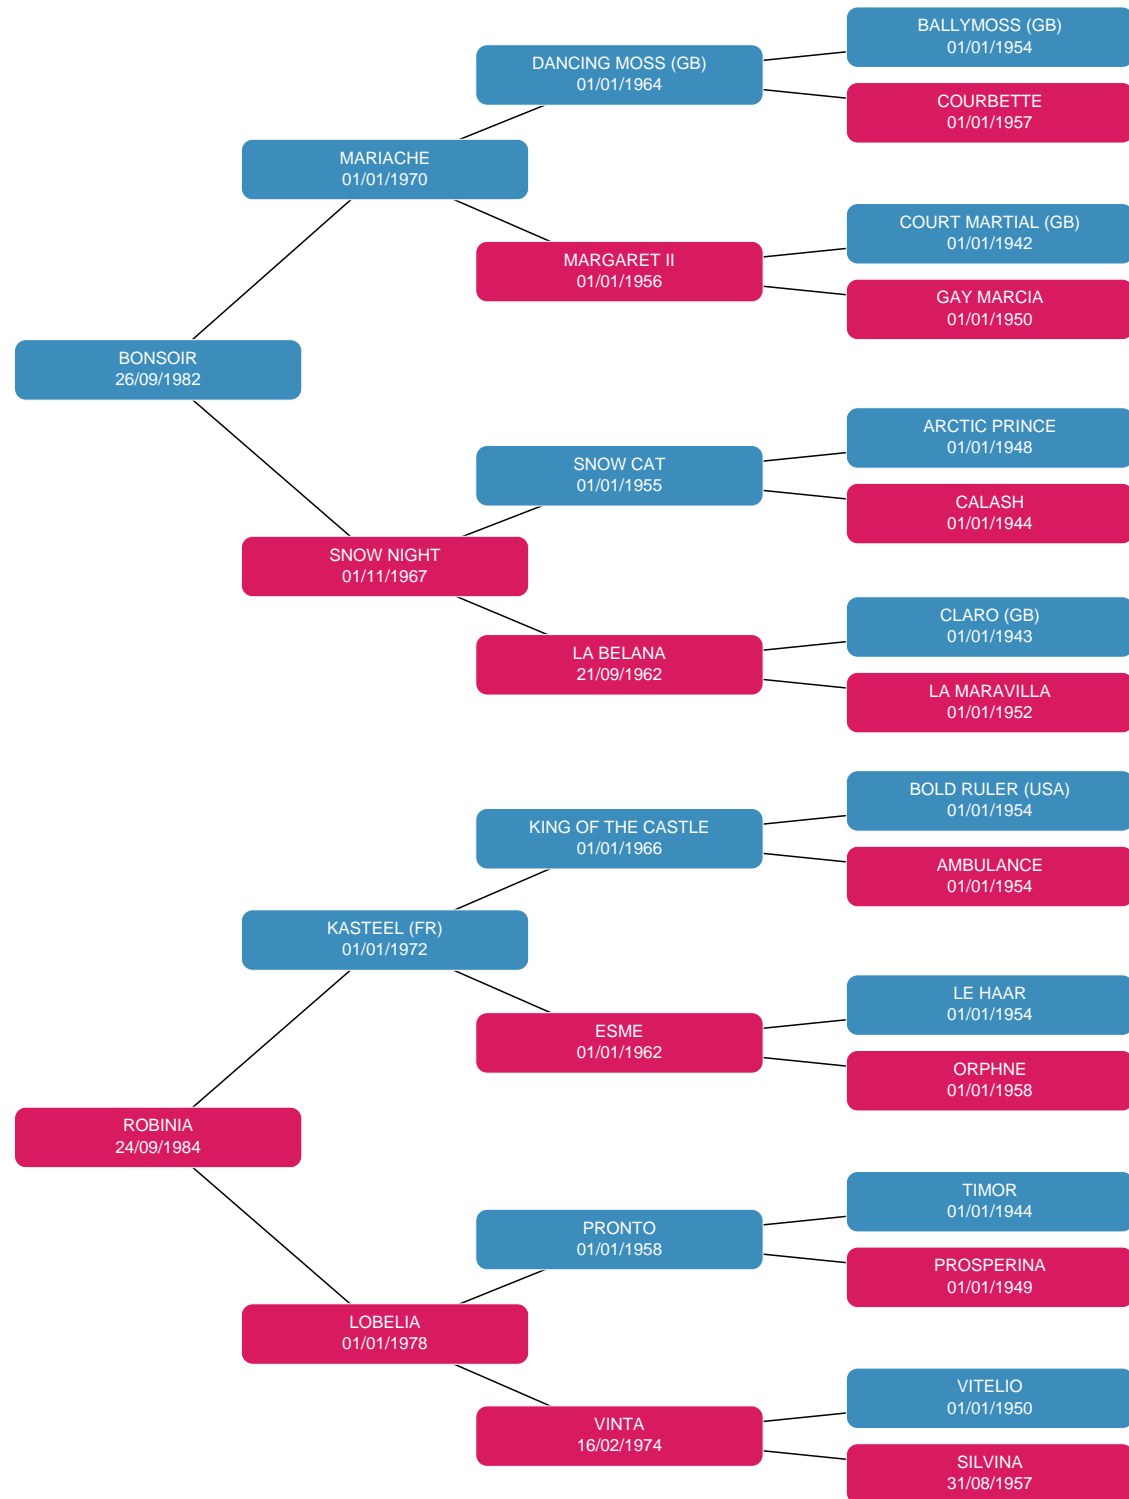 BALLYMOSS (GB)
01/01/1954
DANCING MOSS (GB)
01/01/1964
COURBETTE
01/01/1957
MARIACHE
01/01/1970
COURT MARTIAL (GB)
01/01/1942
MARGARET II
01/01/1956
GAY MARCIA
01/01/1950
BONSOIR
26/09/1982
ARCTIC PRINCE
01/01/1948
SNOW CAT
01/01/1955
CALASH
01/01/1944
SNOW NIGHT
01/11/1967
CLARO (GB)
01/01/1943
LA BELANA
21/09/1962
LA MARAVILLA
01/01/1952
BOLD RULER (USA)
01/01/1954
KING OF THE CASTLE
01/01/1966
AMBULANCE
01/01/1954
KASTEEL (FR)
01/01/1972
LE HAAR
01/01/1954
ESME
01/01/1962
ORPHNE
01/01/1958
ROBINIA
24/09/1984
TIMOR
01/01/1944
PRONTO
01/01/1958
PROSPERINA
01/01/1949
LOBELIA
01/01/1978
VITELIO
01/01/1950
VINTA
16/02/1974
SILVINA
31/08/1957